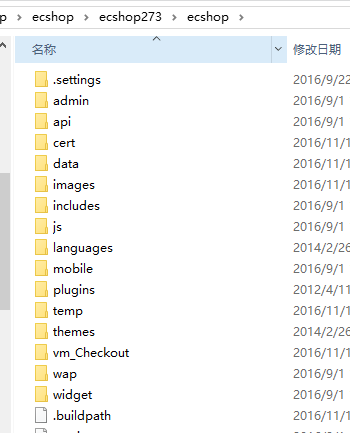 p › ecshop › ecshop273 › ecshop ›
名称 修改日期
.settings 2016/9/22
admin 2016/9/1
api 2016/9/1
cert 2016/11/1
data 2016/11/1
images 2016/11/1
includes 2016/9/1
js 2016/9/1
languages 2014/2/26
mobile 2016/9/1
plugins 2012/4/11
temp 2016/11/1
themes 2014/2/26
vm_Checkout 2016/11/1
wap 2016/9/1
widget 2016/9/1
.buildpath 2016/11/1